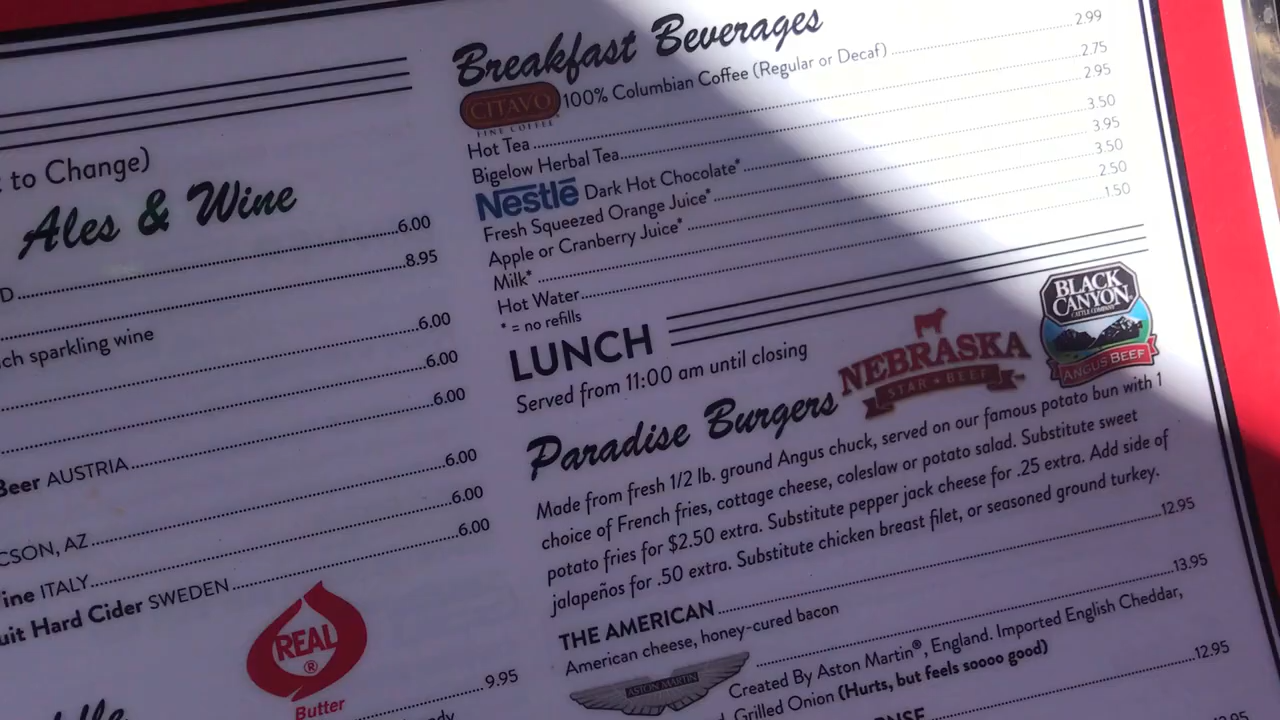 to Change)
Ales & Wine
6.00
8.95
ch sparkling wine
6.00
6.00
Beer AUSTRIA 6.00
6.00
CSON, AZ 6.00
ine ITALY 6.00
uit Hard Cider SWEDEN
REAL
®
Butter
9.95
Breakfast Beverages
CITAVO
FINE COFFEE
100% Columbian Coffee (Regular or Decaf) 2.99
Hot Tea 2.75
Bigelow Herbal Tea 2.95
Nestlé Dark Hot Chocolate* 3.50
Fresh Squeezed Orange Juice* 3.95
Apple or Cranberry Juice* 3.50
Milk* 2.50
Hot Water 1.50
* = no refills
LUNCH
Served from 11:00 am until closing
NEBRASKA
STAR BEEF
BLACK
CANYON
CATTLE COMPANY
ANGUS BEEF
Paradise Burgers
Made from fresh 1/2 lb. ground Angus chuck, served on our famous potato bun with 1
choice of French fries, cottage cheese, coleslaw or potato salad. Substitute sweet
potato fries for $2.50 extra. Substitute pepper jack cheese for .25 extra. Add side of
jalapeños for .50 extra. Substitute chicken breast filet, or seasoned ground turkey.
THE AMERICAN 12.95
American cheese, honey-cured bacon
ASTON MARTIN 13.95
Created By Aston Martin®, England. Imported English Cheddar,
Grilled Onion (Hurts, but feels soooo good)
12.95